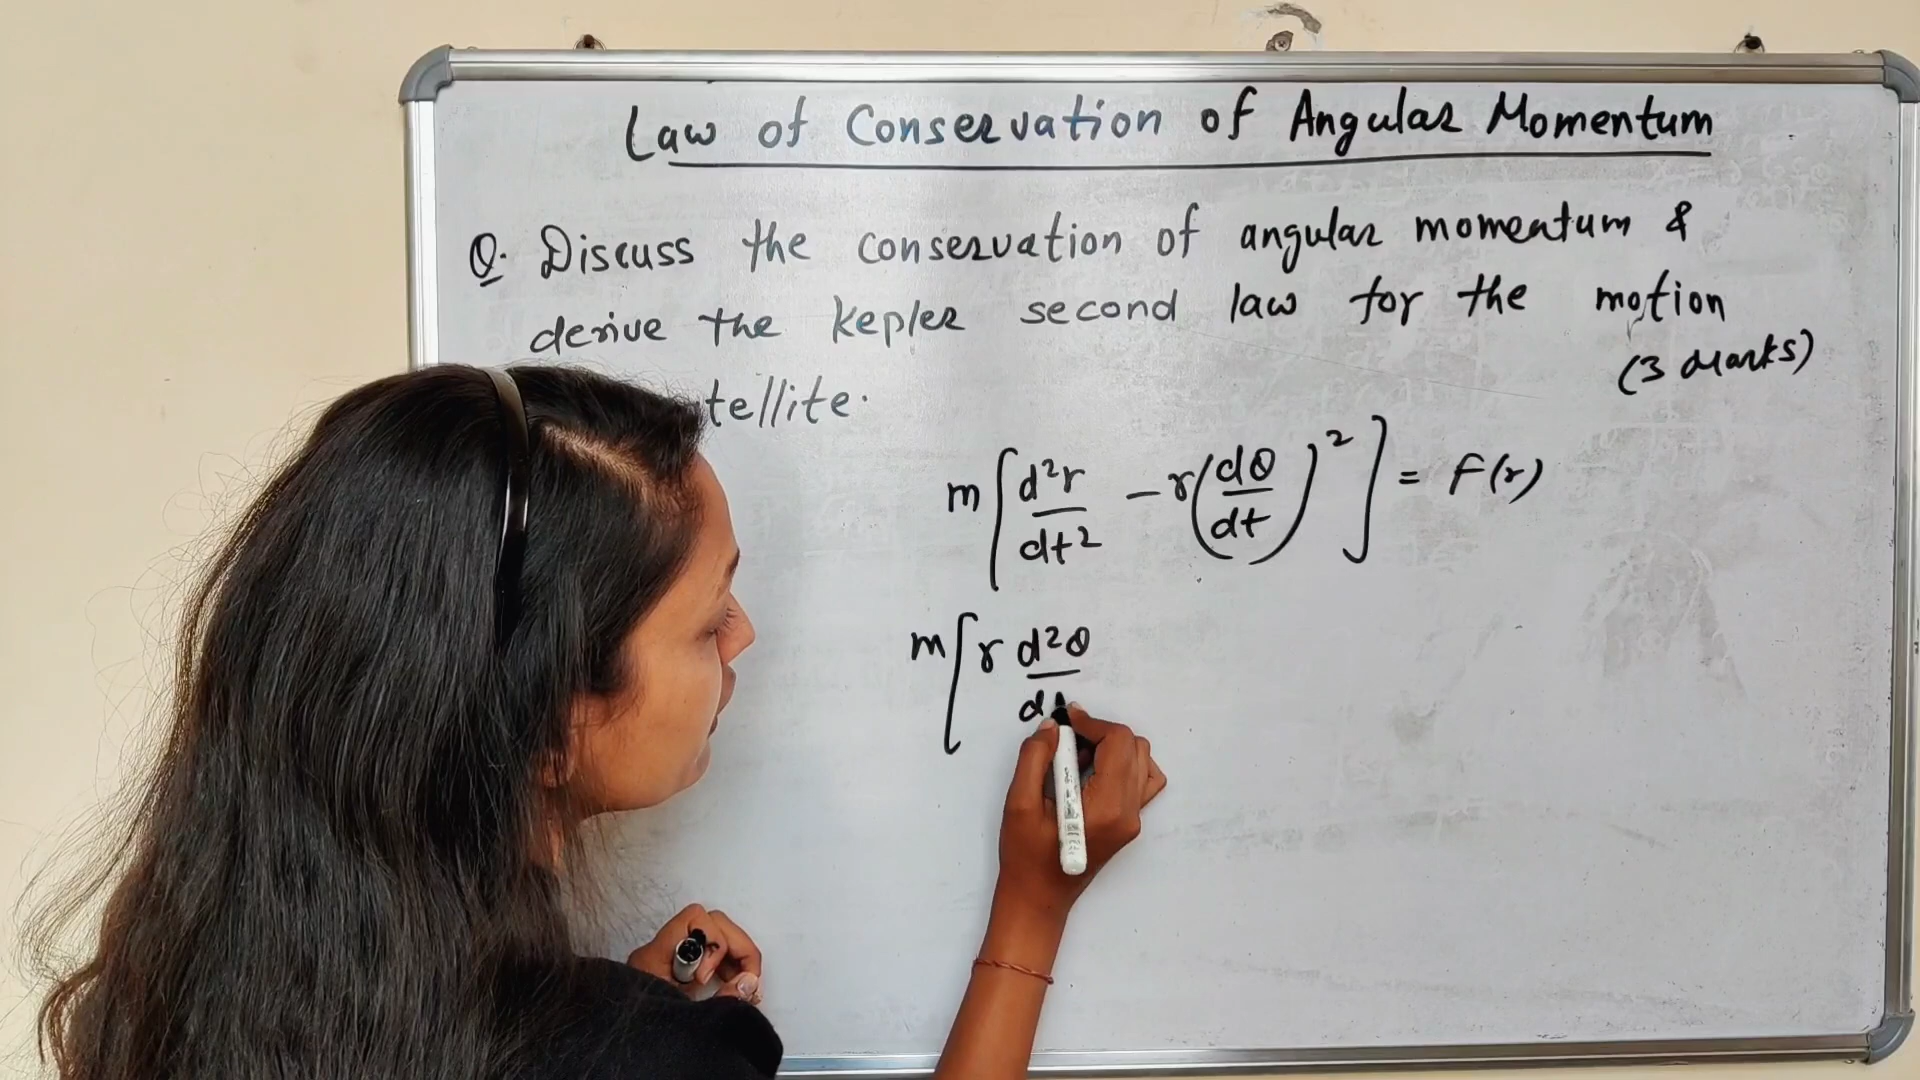 Law of Conservation of Angular Momentum
Q. Discuss the conservation of angular momentum &
derive the kepler second law for the motion
(3 Marks)
tellite.
m[d²r/dt² - r(dθ/dt)²] = F(r)
m[r d²θ/d